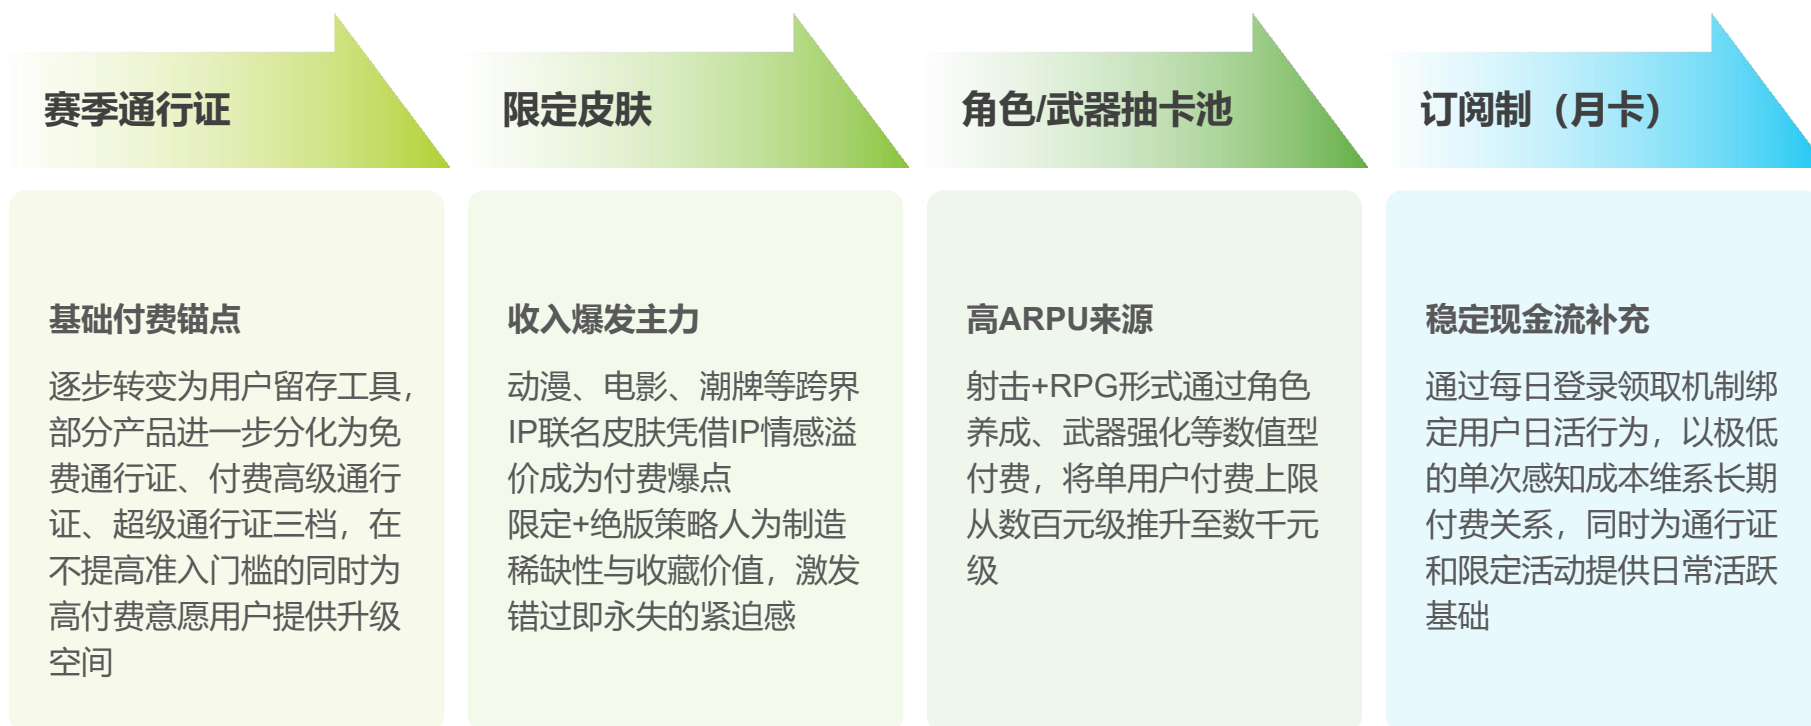 赛季通行证
限定皮肤
角色/武器抽卡池
订阅制（月卡）
基础付费锚点
逐步转变为用户留存工具，
部分产品进一步分化为免
费通行证、付费高级通行
证、超级通行证三档，在
不提高准入门槛的同时为
高付费意愿用户提供升级
空间
收入爆发主力
动漫、电影、潮牌等跨界
IP联名皮肤凭借IP情感溢
价成为付费爆点
限定+绝版策略人为制造
稀缺性与收藏价值，激发
错过即永失的紧迫感
高ARPU来源
射击+RPG形式通过角色
养成、武器强化等数值型
付费，将单用户付费上限
从数百元级推升至数千元
级
稳定现金流补充
通过每日登录领取机制绑
定用户日活行为，以极低
的单次感知成本维系长期
付费关系，同时为通行证
和限定活动提供日常活跃
基础